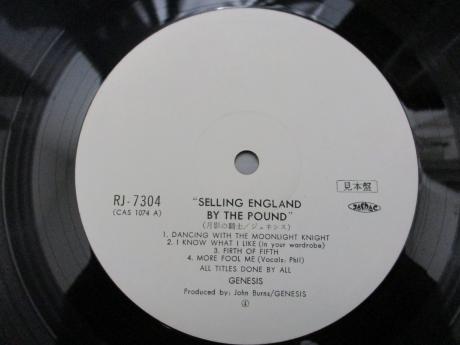 RJ-7304
(CAS 1074 A)
"SELLING ENGLAND
BY THE POUND"
(月影の騎士/ジェネシス)
見本盤
1. DANCING WITH THE MOONLIGHT KNIGHT
2. I KNOW WHAT I LIKE (in your wardrobe)
3. FIRTH OF FIFTH
4. MORE FOOL ME (Vocals: Phil)
ALL TITLES DONE BY ALL
GENESIS
Produced by: John Burns/GENESIS